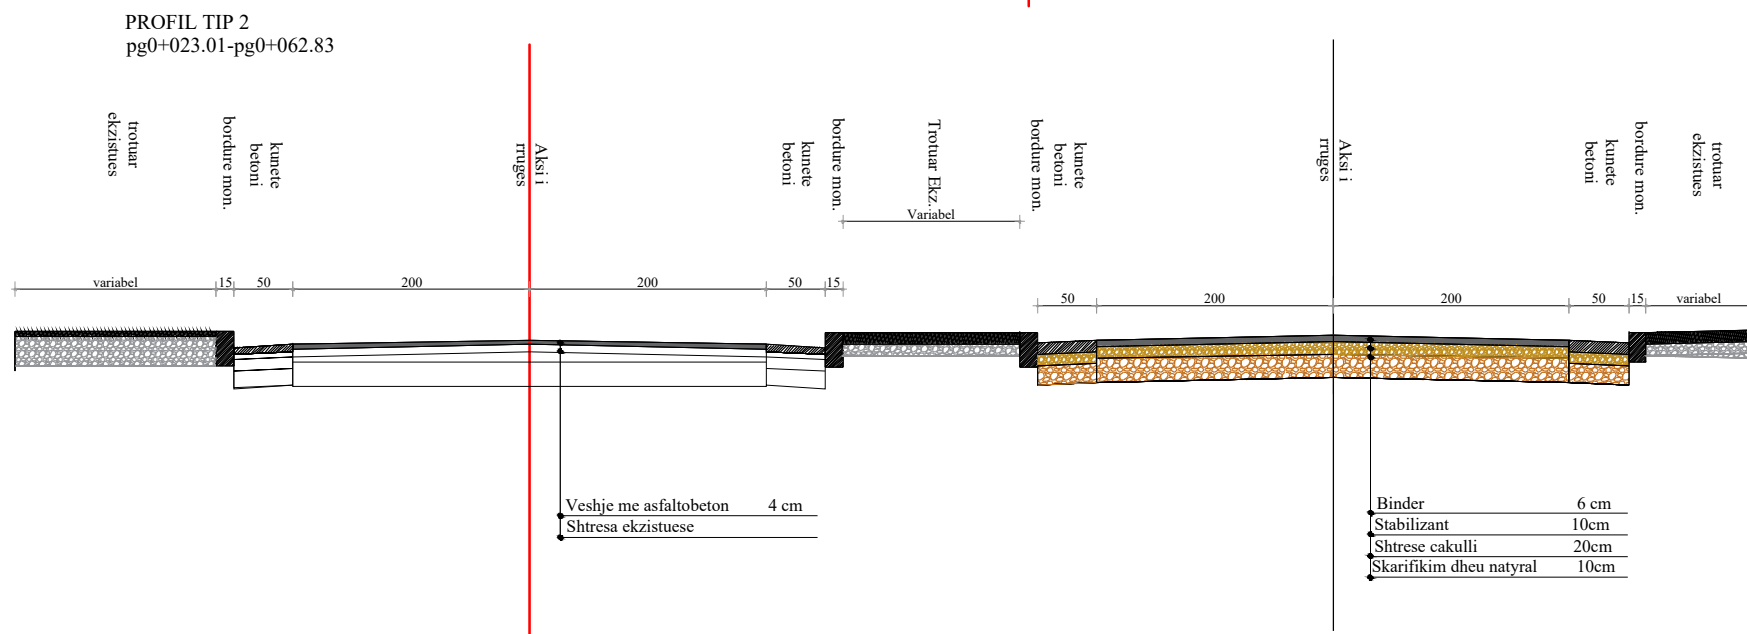 PROFIL TIP 2
pg0+023.01-pg0+062.83
trotuar
ekzistues
bordure mon.
kunete
betoni
Aksi i
rruges
kunete
betoni
bordure mon.
Trotuar Ekz..
Variabel
bordure mon.
kunete
betoni
Aksi i
rruges
kunete
betoni
bordure mon.
trotuar
ekzistues
variabel 15 50 200 200 50 15
50 200 200 50 15 variabel
Veshje me asfaltobeton 4 cm
Shtresa ekzistuese
Binder 6 cm
Stabilizant 10cm
Shtrese cakulli 20cm
Skarifikim dheu natyral 10cm